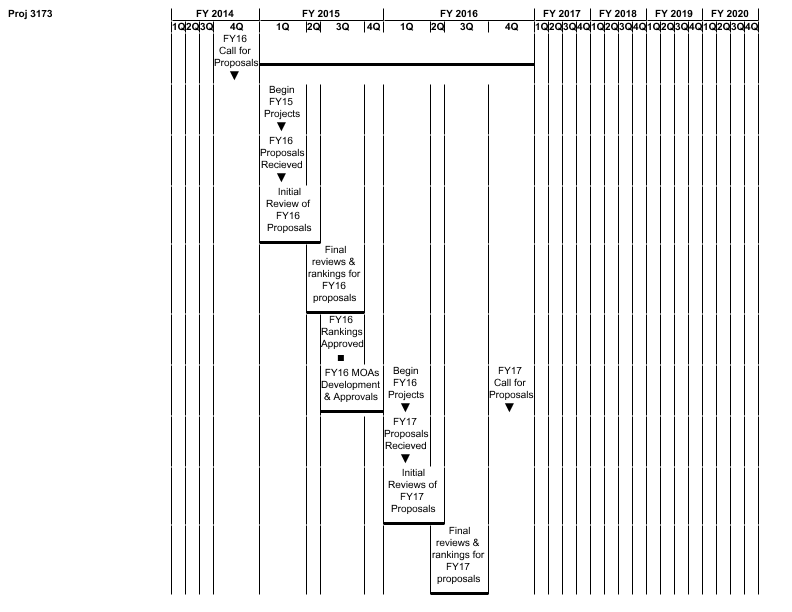 Proj 3173
FY 2014 FY 2015 FY 2016 FY 2017 FY 2018 FY 2019 FY 2020
1Q 2Q 3Q 4Q 1Q 2Q 3Q 4Q 1Q 2Q 3Q 4Q 1Q 2Q 3Q 4Q 1Q 2Q 3Q 4Q 1Q 2Q 3Q 4Q 1Q 2Q 3Q 4Q
FY16
Call for
Proposals
Begin
FY15
Projects
FY16
Proposals
Recieved
Initial
Review of
FY16
Proposals
Final
reviews &
rankings for
FY16
proposals
FY16
Rankings
Approved
FY16 MOAs
Development
& Approvals
Begin
FY16
Projects
FY17
Call for
Proposals
FY17
Proposals
Recieved
Initial
Reviews of
FY17
Proposals
Final
reviews &
rankings for
FY17
proposals